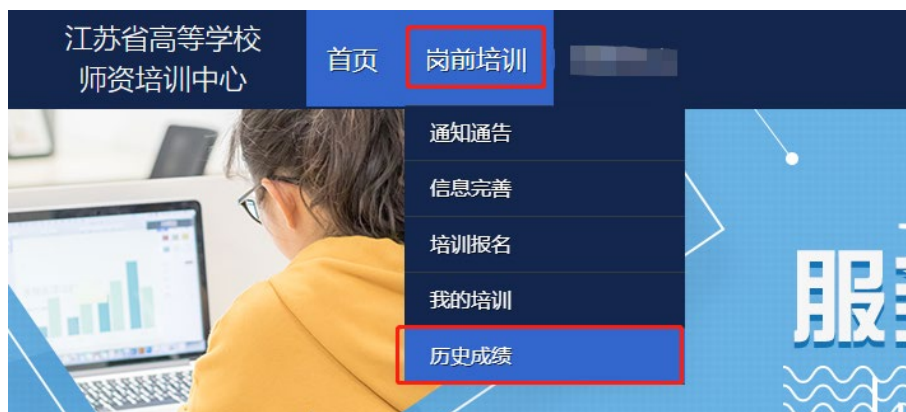 江苏省高等学校
师资培训中心
首页
岗前培训
通知通告
信息完善
培训报名
我的培训
历史成绩
服